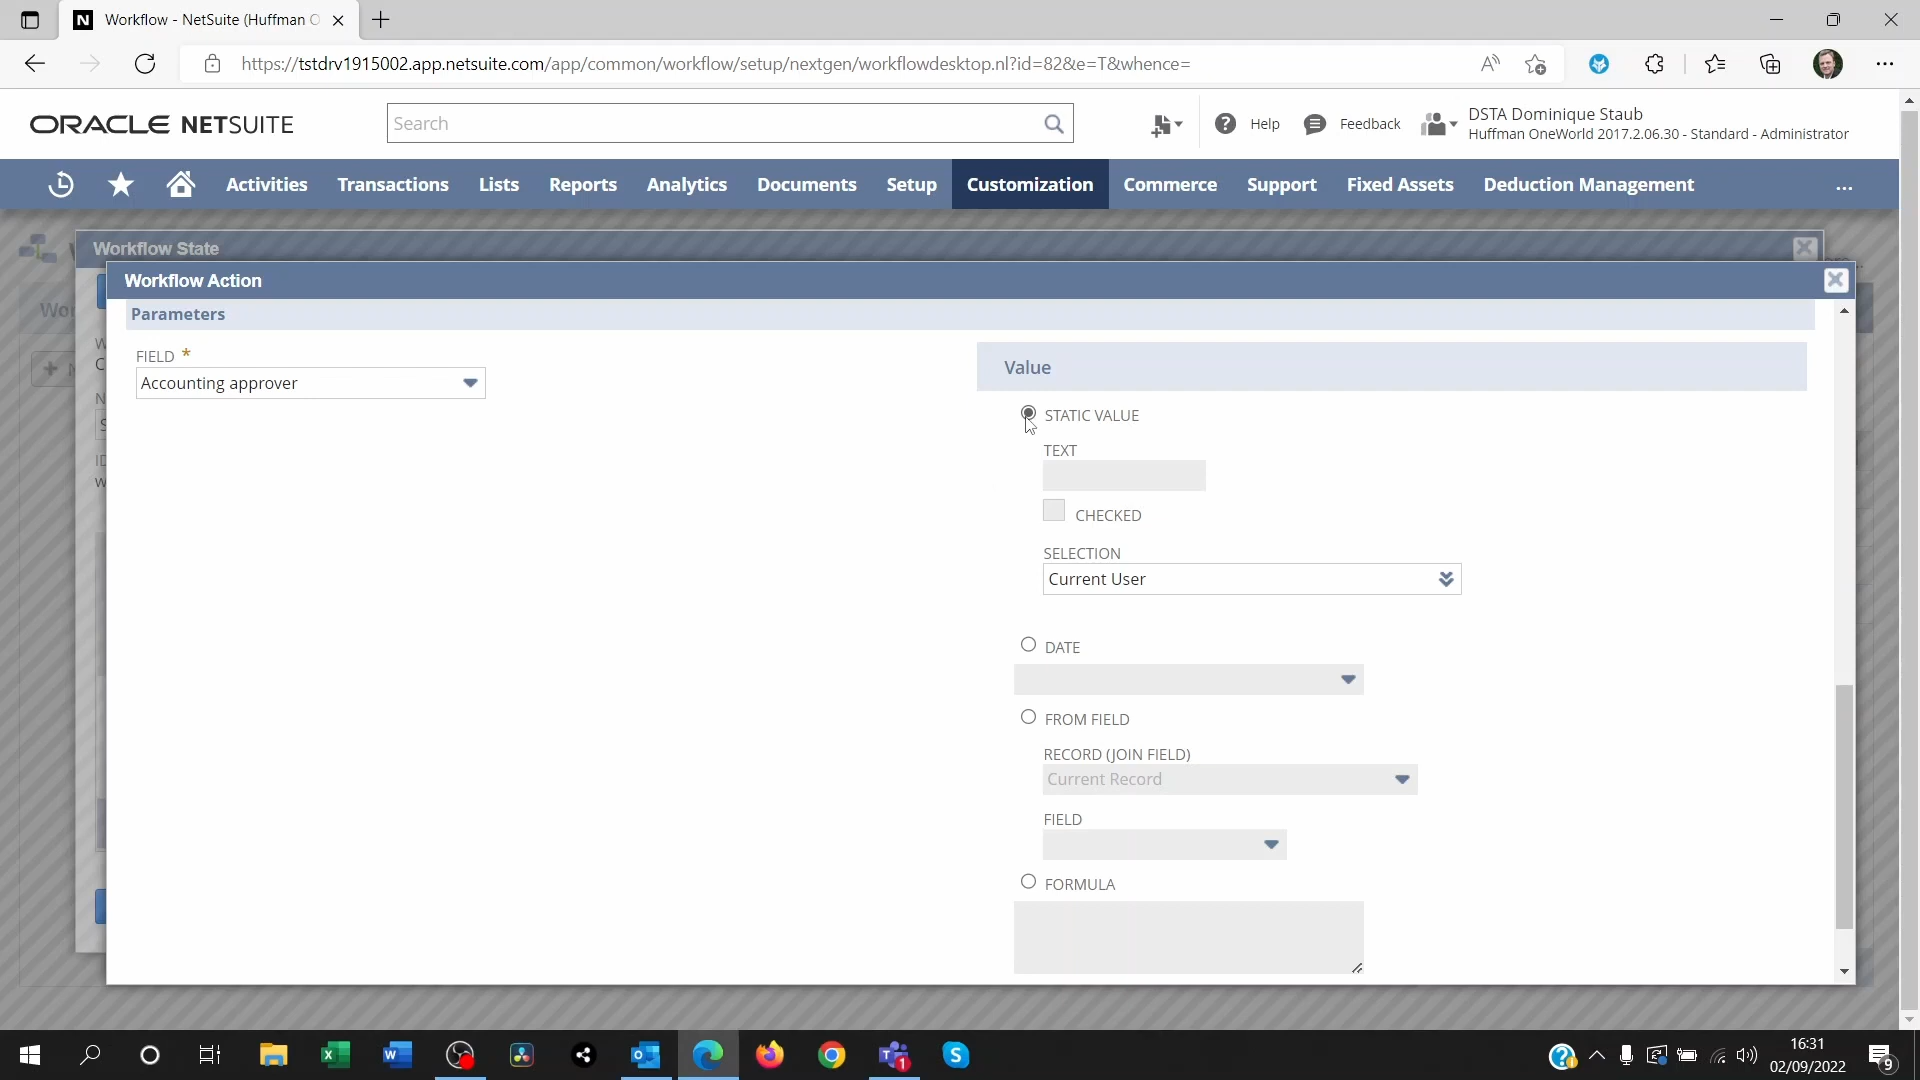 Workflow - NetSuite (Huffman O
https://tstdrv1915002.app.netsuite.com/app/common/workflow/setup/nextgen/workflowdesktop.nl?id=82&e=T&whence=
ORACLE NETSUITE
Search
Help
Feedback
DSTA Dominique Staub
Huffman OneWorld 2017.2.06.30 - Standard - Administrator
Activities
Transactions
Lists
Reports
Analytics
Documents
Setup
Customization
Commerce
Support
Fixed Assets
Deduction Management
...
Workflow State
Workflow Action
Parameters
FIELD *
Accounting approver
Value
STATIC VALUE
TEXT
CHECKED
SELECTION
Current User
DATE
FROM FIELD
RECORD (JOIN FIELD)
Current Record
FIELD
FORMULA
16:31
02/09/2022
1
9